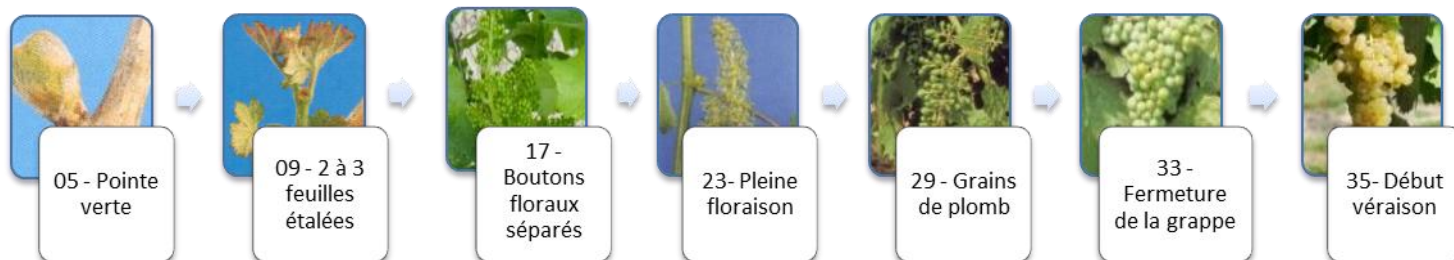 05 - Pointe
verte
09 - 2 à 3
feuilles
étalées
17 -
Boutons
floraux
séparés
23- Pleine
floraison
29 - Grains
de plomb
33 -
Fermeture
de la grappe
35- Début
véraison